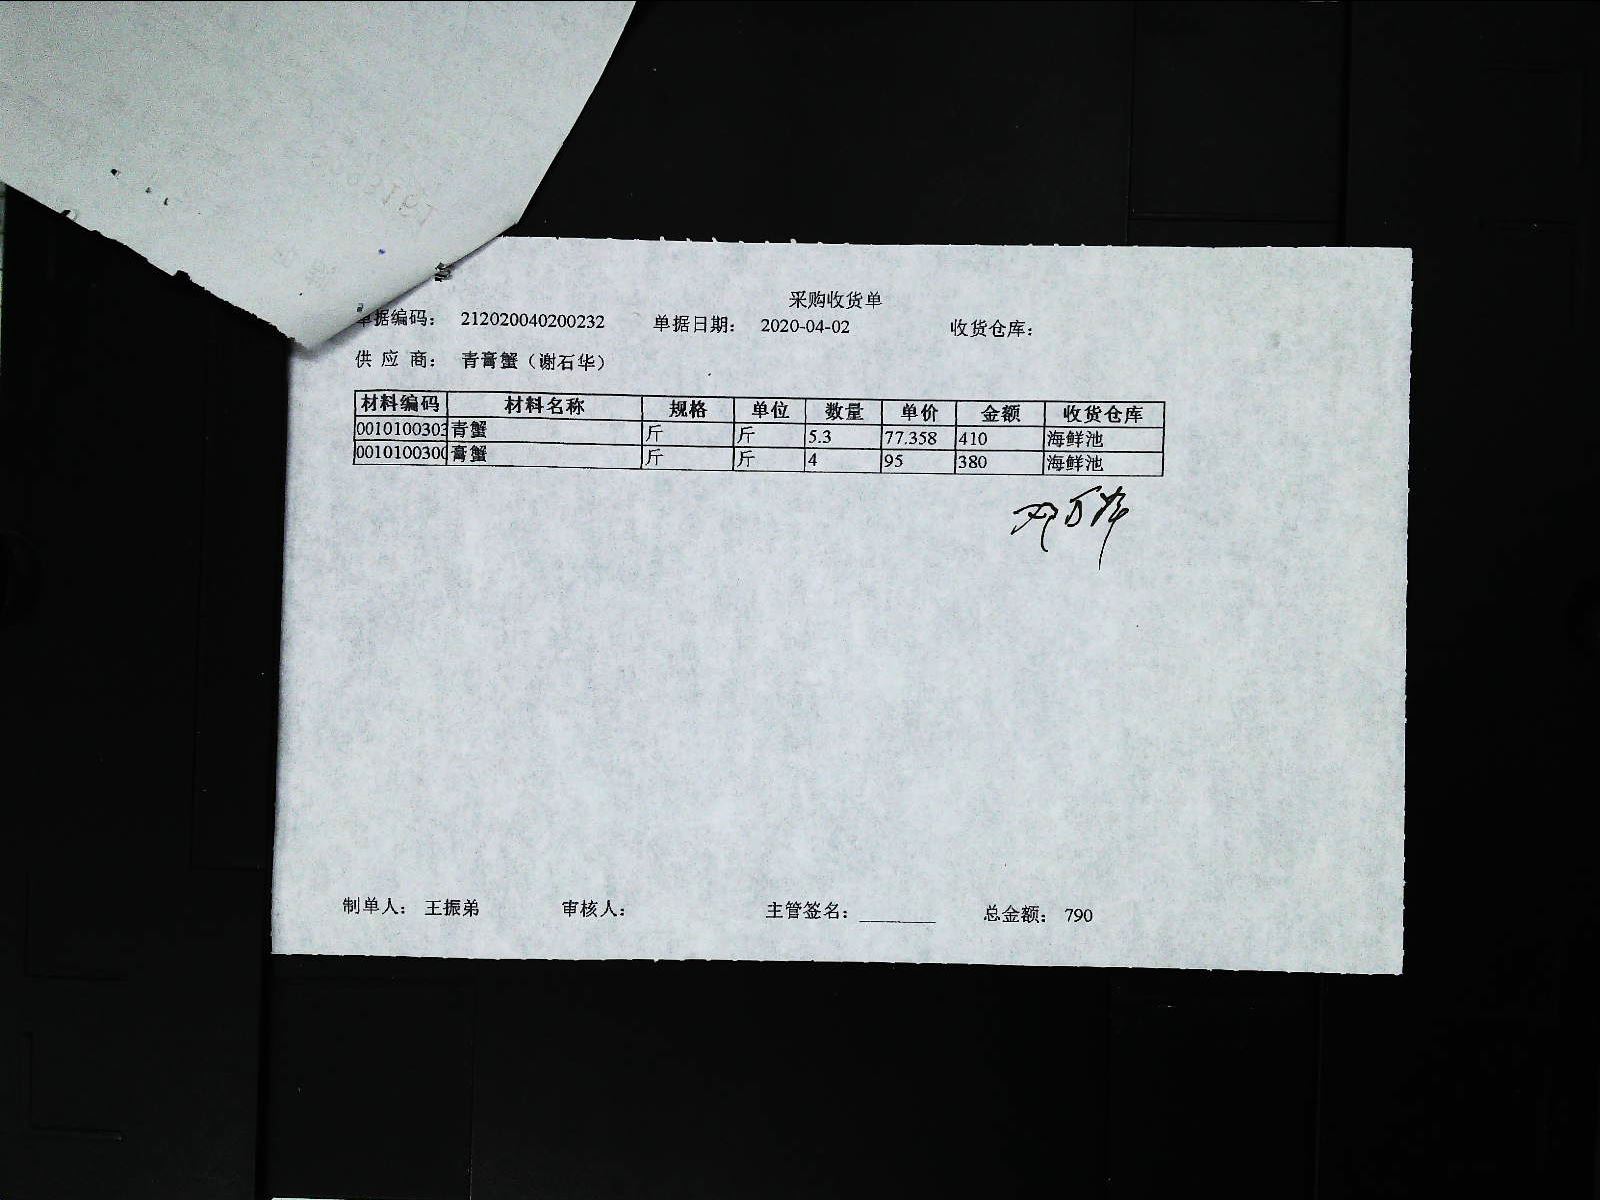 采购收货单
单据编码： 212020040200232 单据日期： 2020-04-02 收货仓库：
供 应 商： 青膏蟹（谢石华）
材料编码 材料名称 规格 单位 数量 单价 金额 收货仓库
0010100303 青蟹 斤 斤 5.3 77.358 410 海鲜池
001010030 膏蟹 斤 斤 4 95 380 海鲜池
制单人： 王振弟 审核人： 主管签名： 总金额： 790